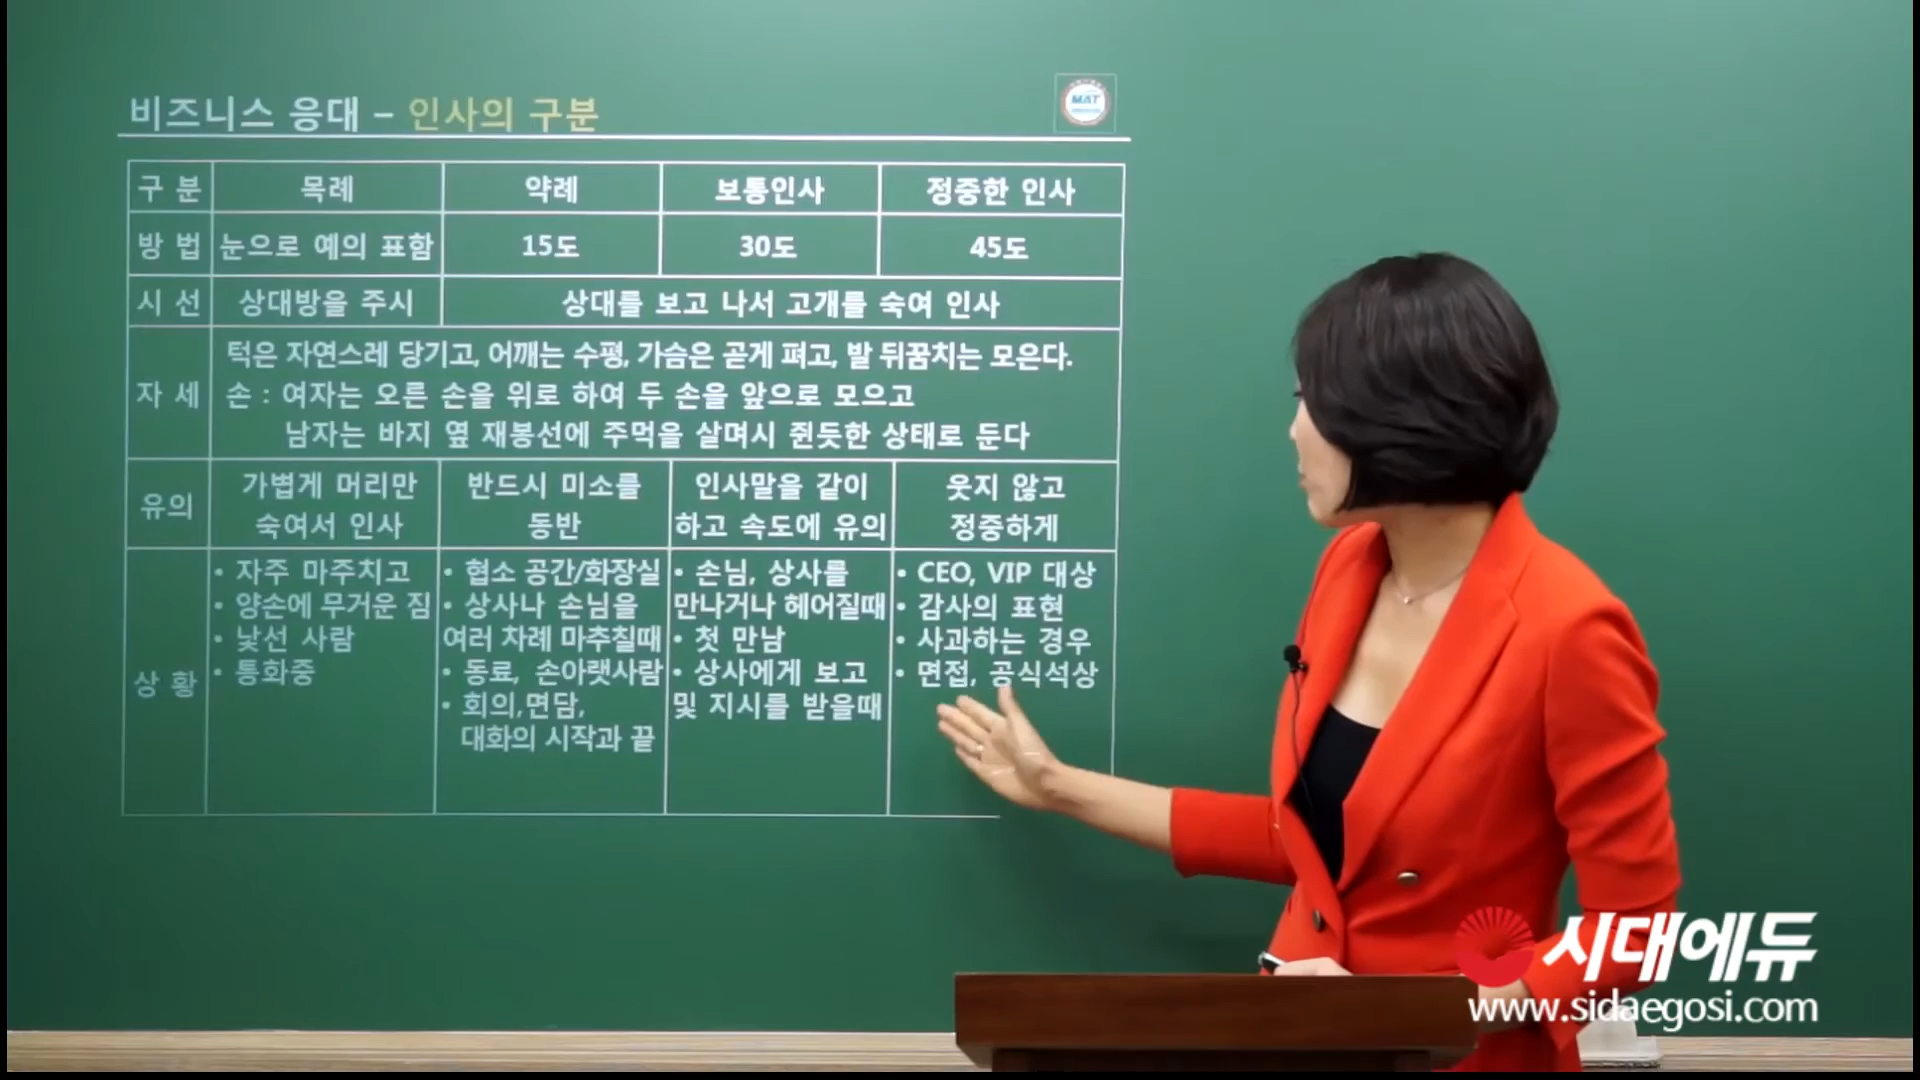 비즈니스 응대 – 인사의 구분
MAT
구 분 목례 약례 보통인사 정중한 인사
방 법 눈으로 예의 표함 15도 30도 45도
시 선 상대방을 주시 상대를 보고 나서 고개를 숙여 인사
자 세
턱은 자연스레 당기고, 어깨는 수평, 가슴은 곧게 펴고, 발 뒤꿈치는 모은다.
손 : 여자는 오른 손을 위로 하여 두 손을 앞으로 모으고
남자는 바지 옆 재봉선에 주먹을 살며시 쥔듯한 상태로 둔다
유의
가볍게 머리만
숙여서 인사
반드시 미소를
동반
인사말을 같이
하고 속도에 유의
웃지 않고
정중하게
상 황
• 자주 마주치고
• 양손에 무거운 짐
• 낯선 사람
• 통화중
• 협소 공간/화장실
• 상사나 손님을
여러 차례 마추칠때
• 동료, 손아랫사람
• 회의,면담,
대화의 시작과 끝
• 손님, 상사를
만나거나 헤어질때
• 첫 만남
• 상사에게 보고
및 지시를 받을때
• CEO, VIP 대상
• 감사의 표현
• 사과하는 경우
• 면접, 공식석상
시대에듀
www.sidaegosi.com